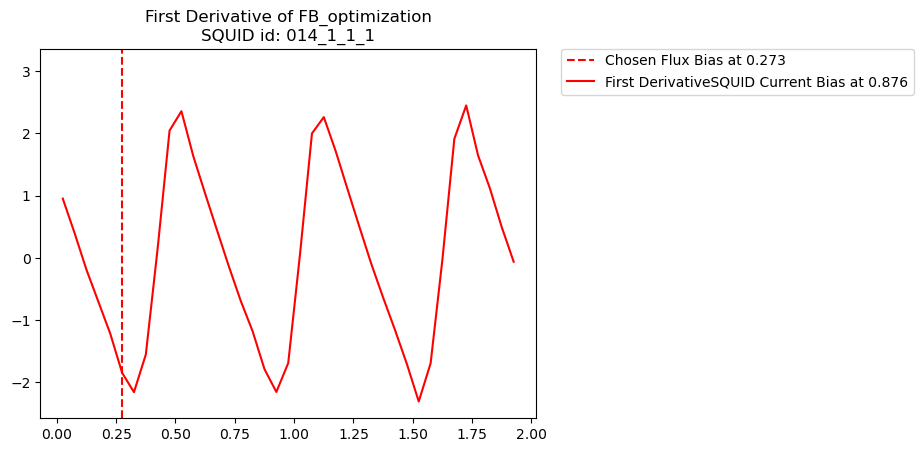 First Derivative of FB_optimization
SQUID id: 014_1_1_1
Chosen Flux Bias at 0.273
First DerivativeSQUID Current Bias at 0.876
3
2
1
0
−1
−2
0.00 0.25 0.50 0.75 1.00 1.25 1.50 1.75 2.00